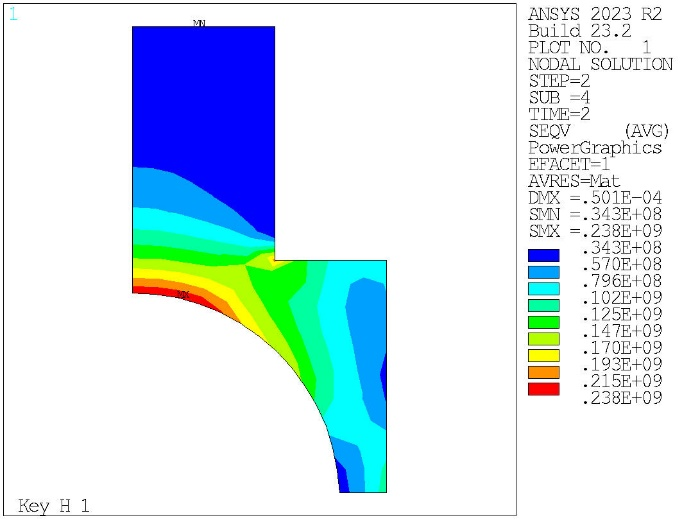 1
MN
MX
Key H 1
ANSYS 2023 R2
Build 23.2
PLOT NO. 1
NODAL SOLUTION
STEP=2
SUB =4
TIME=2
SEQV (AVG)
PowerGraphics
EFACET=1
AVRES=Mat
DMX =.501E-04
SMN =.343E+08
SMX =.238E+09
.343E+08
.570E+08
.796E+08
.102E+09
.125E+09
.147E+09
.170E+09
.193E+09
.215E+09
.238E+09